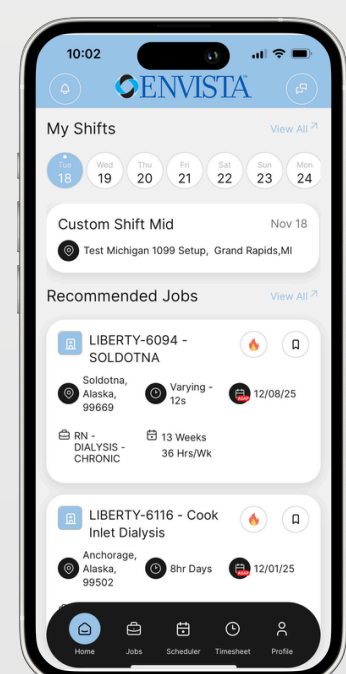 10:02
ENVISTA
My Shifts
View All
Tue
18
Wed
19
Thu
20
Fri
21
Sat
22
Sun
23
Mon
24
Custom Shift Mid
Nov 18
Test Michigan 1099 Setup, Grand Rapids,MI
Recommended Jobs
View All
LIBERTY-6094 -
SOLDOTNA
Soldotna,
Alaska,
99669
Varying -
12s
ASAP
12/08/25
RN -
DIALYSIS -
CHRONIC
13 Weeks
36 Hrs/Wk
LIBERTY-6116 - Cook
Inlet Dialysis
Anchorage,
Alaska,
99502
8hr Days
ASAP
12/01/25
Home
Jobs
Scheduler
Timesheet
Profile